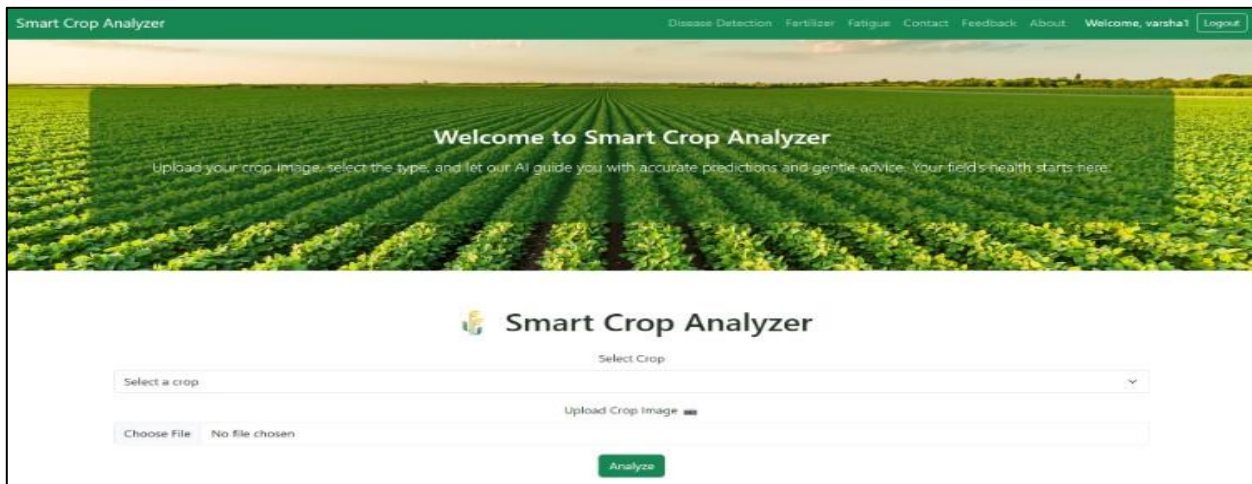 Smart Crop Analyzer
Disease Detection Fertilizer Fatigue Contact Feedback About Welcome, varsha1 Logout
Welcome to Smart Crop Analyzer
Upload your crop image, select the type, and let our AI guide you with accurate predictions and gentle advice. Your field's health starts here.
Smart Crop Analyzer
Select Crop
Select a crop
Upload Crop Image
Choose File No file chosen
Analyze